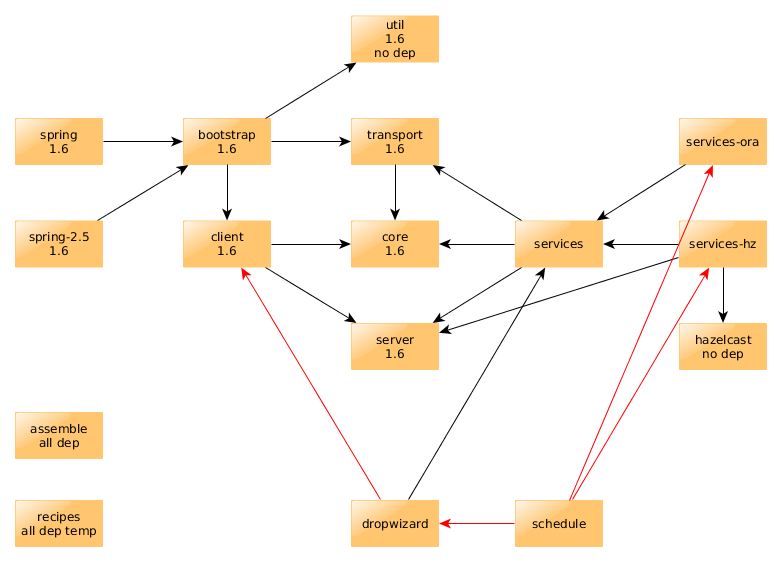 util
1.6
no dep
spring
1.6
bootstrap
1.6
transport
1.6
services-ora
spring-2.5
1.6
client
1.6
core
1.6
services
services-hz
server
1.6
hazelcast
no dep
assemble
all dep
recipes
all dep temp
dropwizard
schedule